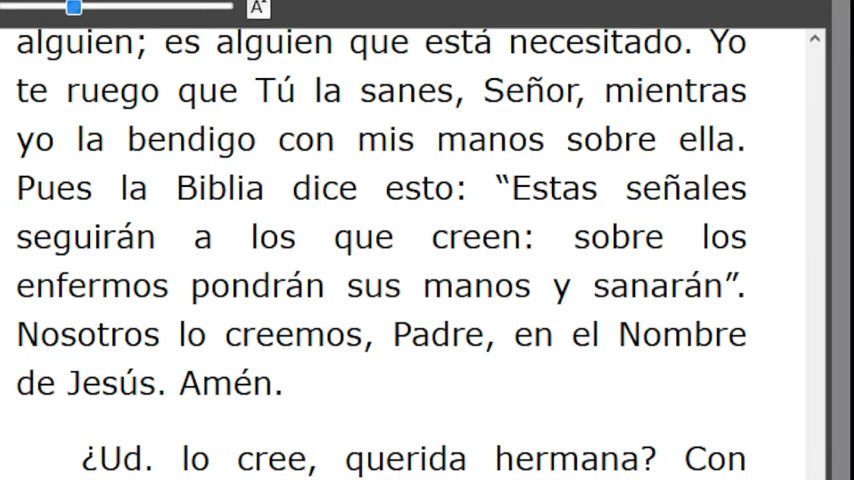 A
alguien; es alguien que está necesitado. Yo
te ruego que Tú la sanes, Señor, mientras
yo la bendigo con mis manos sobre ella.
Pues la Biblia dice esto: “Estas señales
seguirán a los que creen: sobre los
enfermos pondrán sus manos y sanarán”.
Nosotros lo creemos, Padre, en el Nombre
de Jesús. Amén.
¿Ud. lo cree, querida hermana? Con